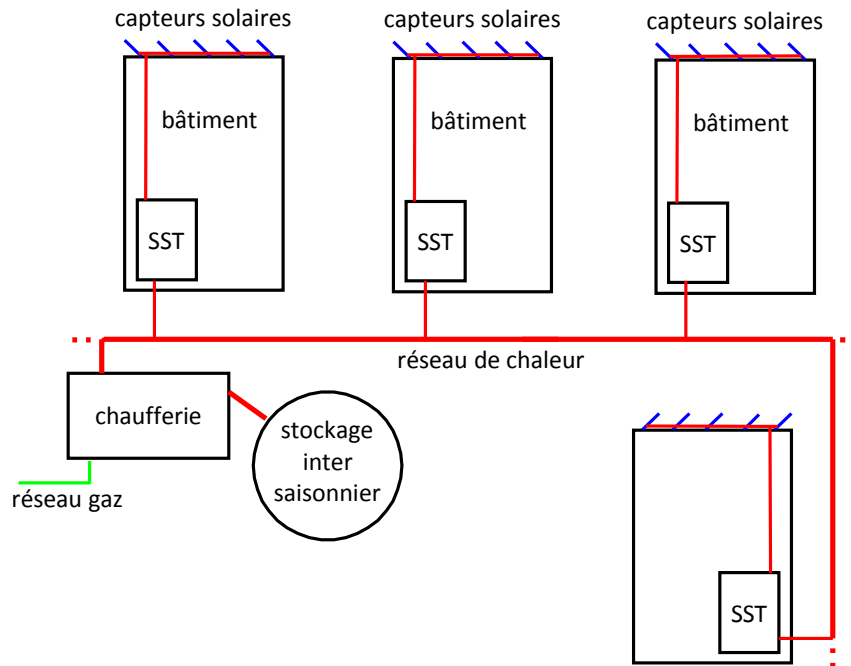 capteurs solaires
capteurs solaires
capteurs solaires
bâtiment
bâtiment
bâtiment
SST
SST
SST
réseau de chaleur
chaufferie
stockage
inter
saisonnier
réseau gaz
SST